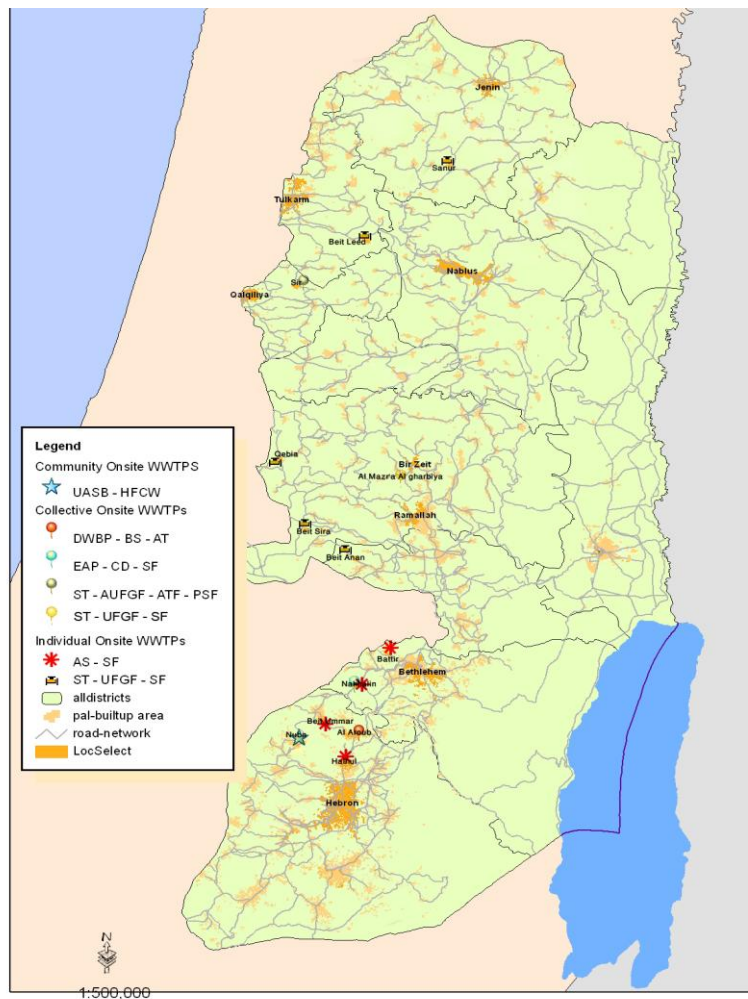 Jenin
Sanur
Tulkarm
Beit Leed
Nablus
Sir
Qalqiliya
Legend
Community Onsite WWTPS
UASB - HFCW
Collective Onsite WWTPs
DWBP - BS - AT
EAP - CD - SF
ST - AUFGF - ATF - PSF
ST - UFGF - SF
Individual Onsite WWTPs
AS - SF
ST - UFGF - SF
alldistricts
pal-builtup area
road-network
LocSelect
Qebia
Bir Zeit
Al Mazra Al gharbiya
Ramallah
Beit Sira
Beit Anan
Battir
Bethlehem
Nuba
Al Aroub
Halhul
Hebron
N
1:500,000